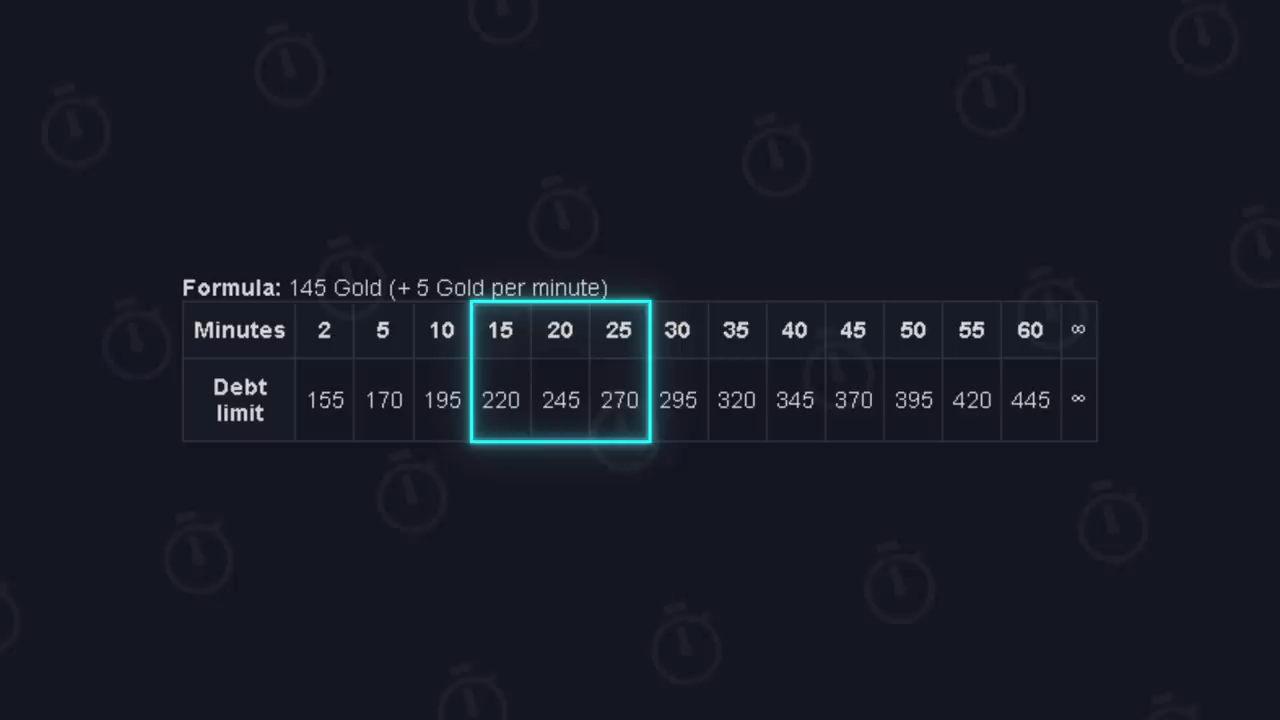 Formula: 145 Gold (+ 5 Gold per minute)
Minutes 2 5 10 15 20 25 30 35 40 45 50 55 60 ∞
Debt
limit 155 170 195 220 245 270 295 320 345 370 395 420 445 ∞